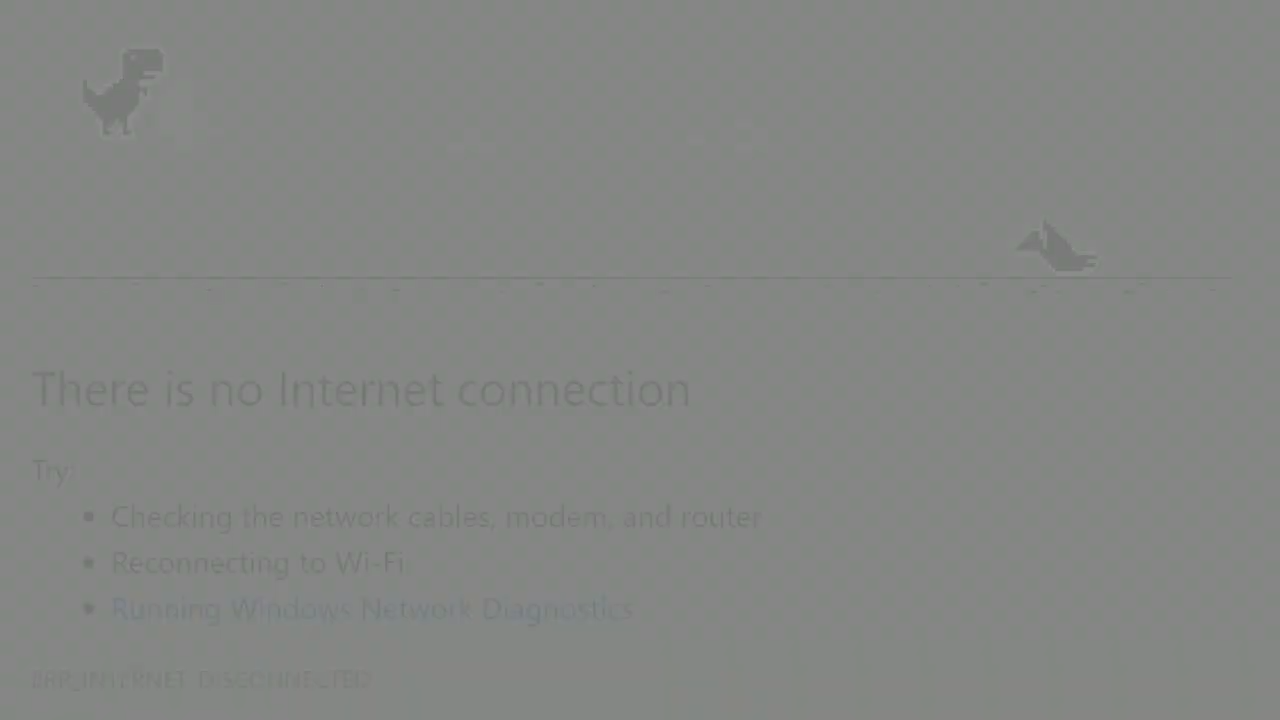 There is no Internet connection
Try:
• Checking the network cables, modem, and router
• Reconnecting to Wi-Fi
• Running Windows Network Diagnostics
ERR_INTERNET_DISCONNECTED